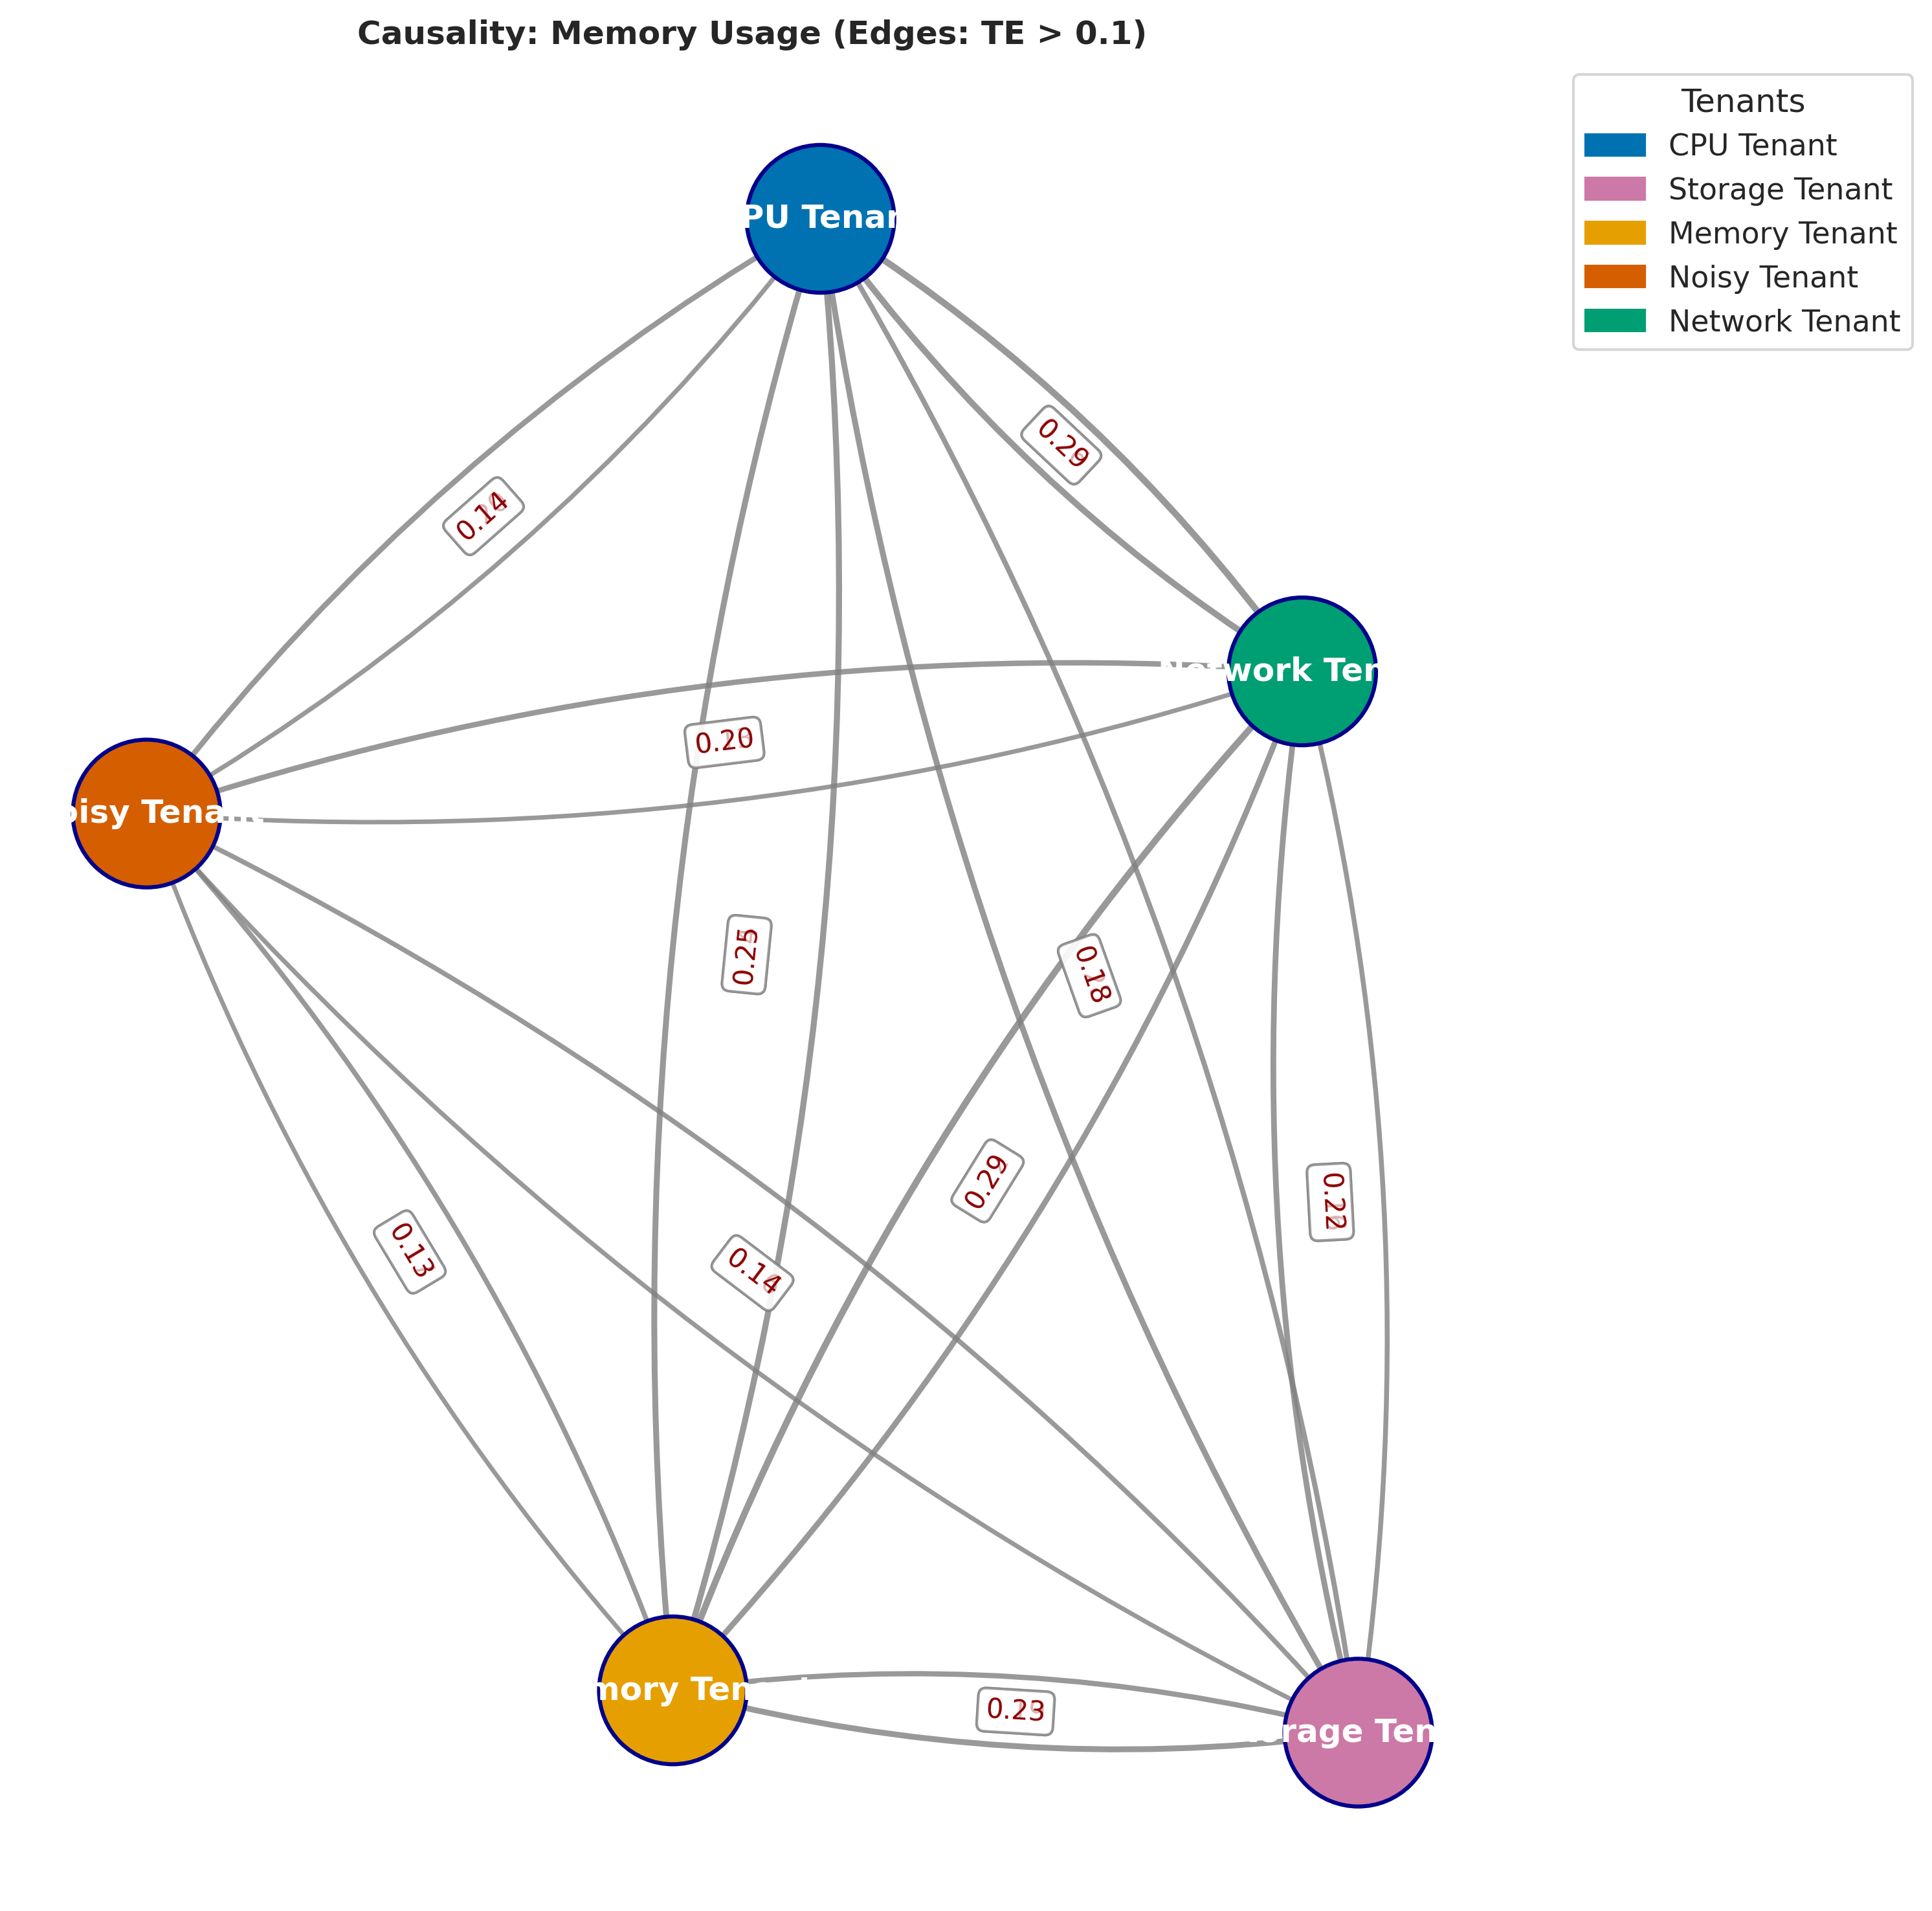 Causality: Memory Usage (Edges: TE > 0.1)
Tenants
CPU Tenant
Storage Tenant
Memory Tenant
Noisy Tenant
Network Tenant
PU Tenan
0.29
0.14
Network Ten
0.20
oisy Tena
0.25
0.18
0.29
0.22
0.13
0.14
mory Ten
0.23
rage Ten